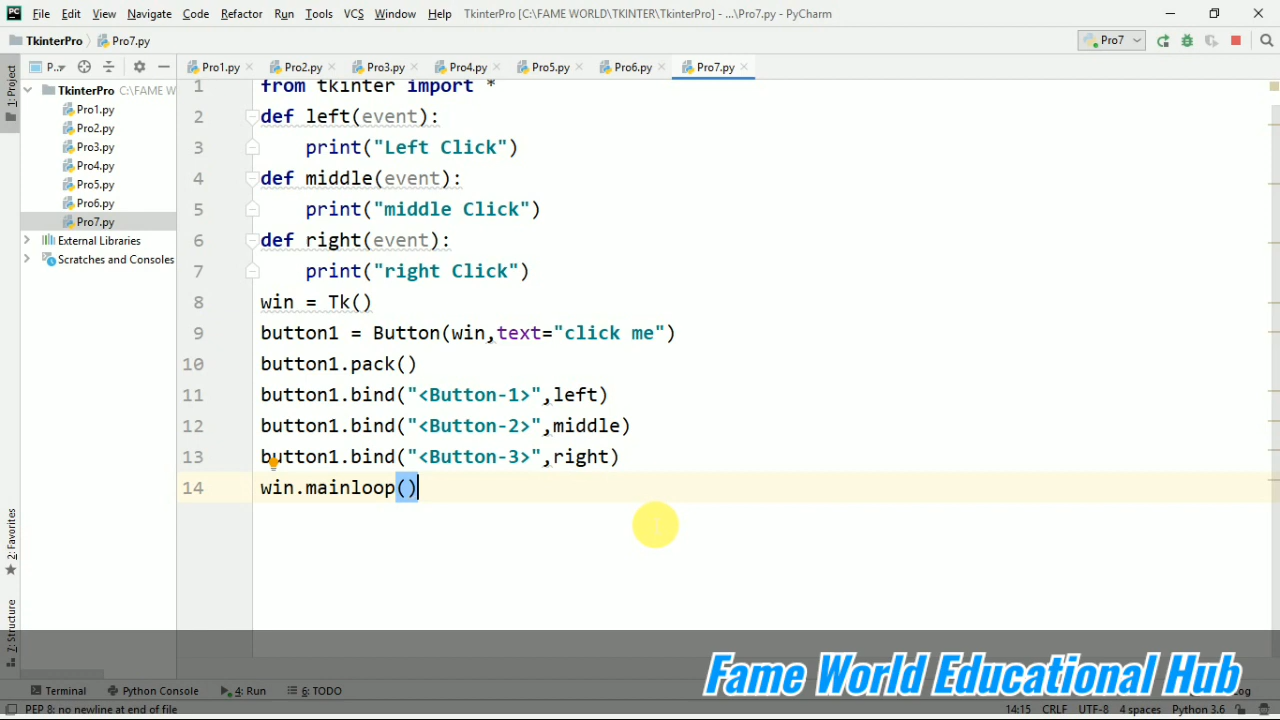 PC File Edit View Navigate Code Refactor Run Tools VCS Window Help TkinterPro [C:\FAME WORLD\TKINTER\TkinterPro] - ...\Pro7.py - PyCharm
TkinterPro Pro7.py Pro7
1: Project P.. Pro1.py Pro2.py Pro3.py Pro4.py Pro5.py Pro6.py Pro7.py
TkinterPro C:\FAME W
Pro1.py
Pro2.py
Pro3.py
Pro4.py
Pro5.py
Pro6.py
Pro7.py
External Libraries
Scratches and Consoles
1 from tkinter import *
2 def left(event):
3 print("Left Click")
4 def middle(event):
5 print("middle Click")
6 def right(event):
7 print("right Click")
8 win = Tk()
9 button1 = Button(win,text="click me")
10 button1.pack()
11 button1.bind("<Button-1>",left)
12 button1.bind("<Button-2>",middle)
13 button1.bind("<Button-3>",right)
14 win.mainloop()
2: Favorites
Z: Structure
Fame World Educational Hub
Terminal Python Console 4: Run 6: TODO
PEP 8: no newline at end of file 14:15 CRLF UTF-8 4 spaces Python 3.6